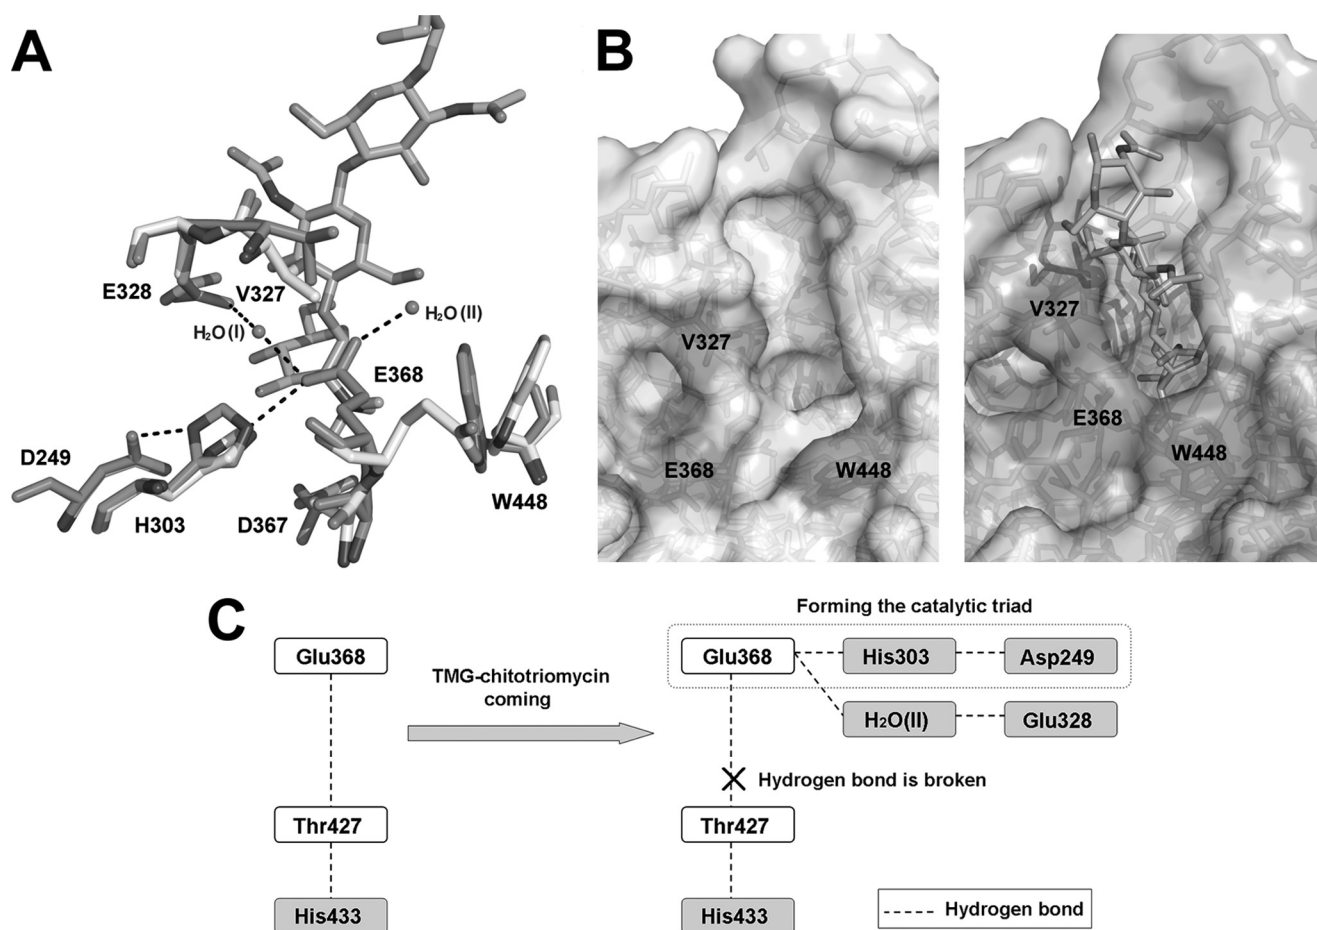 A
E328
V327
H₂O(I)
H₂O(II)
E368
D249
H303
D367
W448
B
V327
E368
W448
V327
E368
W448
C
Forming the catalytic triad
Glu368
TMG-chitotriomycin
coming
Glu368
His303
Asp249
H₂O(II)
Glu328
Hydrogen bond is broken
Thr427
Thr427
His433
His433
Hydrogen bond